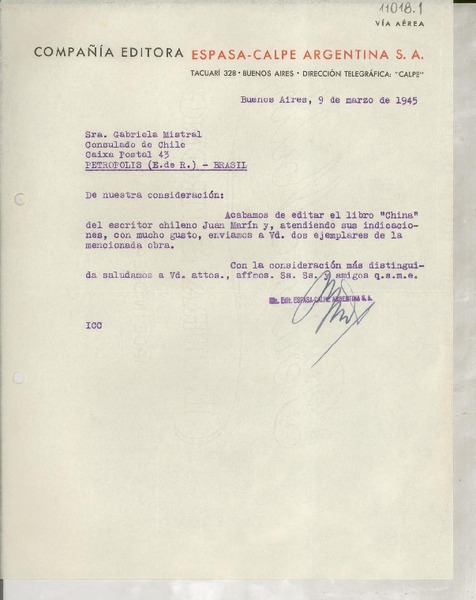 11018.1
VÍA AÉREA
COMPAÑÍA EDITORA ESPASA-CALPE ARGENTINA S. A.
TACUARÍ 328 • BUENOS AIRES • DIRECCIÓN TELEGRÁFICA: "CALPE"
Buenos Aires, 9 de marzo de 1945
Sra. Gabriela Mistral
Consulado de Chile
Caixa Postal 43
PETROPOLIS (E.de R.) - BRASIL
De nuestra consideración:
Acabamos de editar el libro "China"
del escritor chileno Juan Marín y, atendiendo sus indicacio-
nes, con mucho gusto, enviamos a Vd. dos ejemplares de la
mencionada obra.
Con la consideración más distingui-
da saludamos a Vd. attos., affmos. Ss. Ss. y amigos q.s.m.e.
Cía. Edit. ESPASA-CALPE ARGENTINA S. A.
ICC